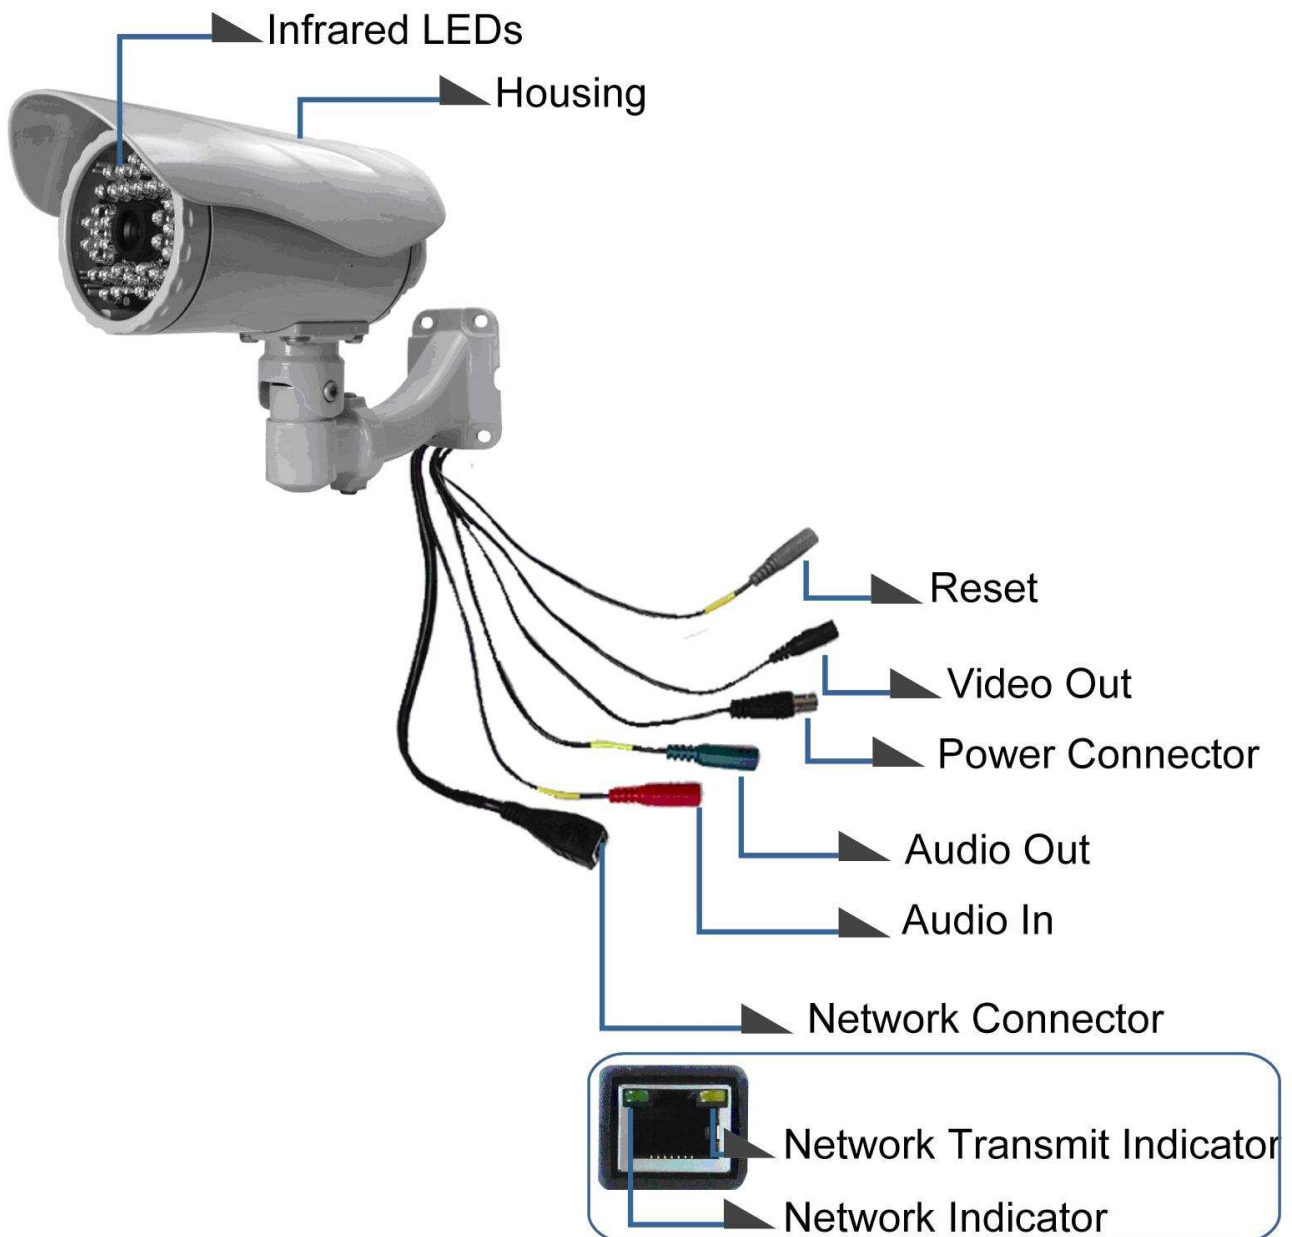 Infrared LEDs
Housing
Reset
Video Out
Power Connector
Audio Out
Audio In
Network Connector
Network Transmit Indicator
Network Indicator